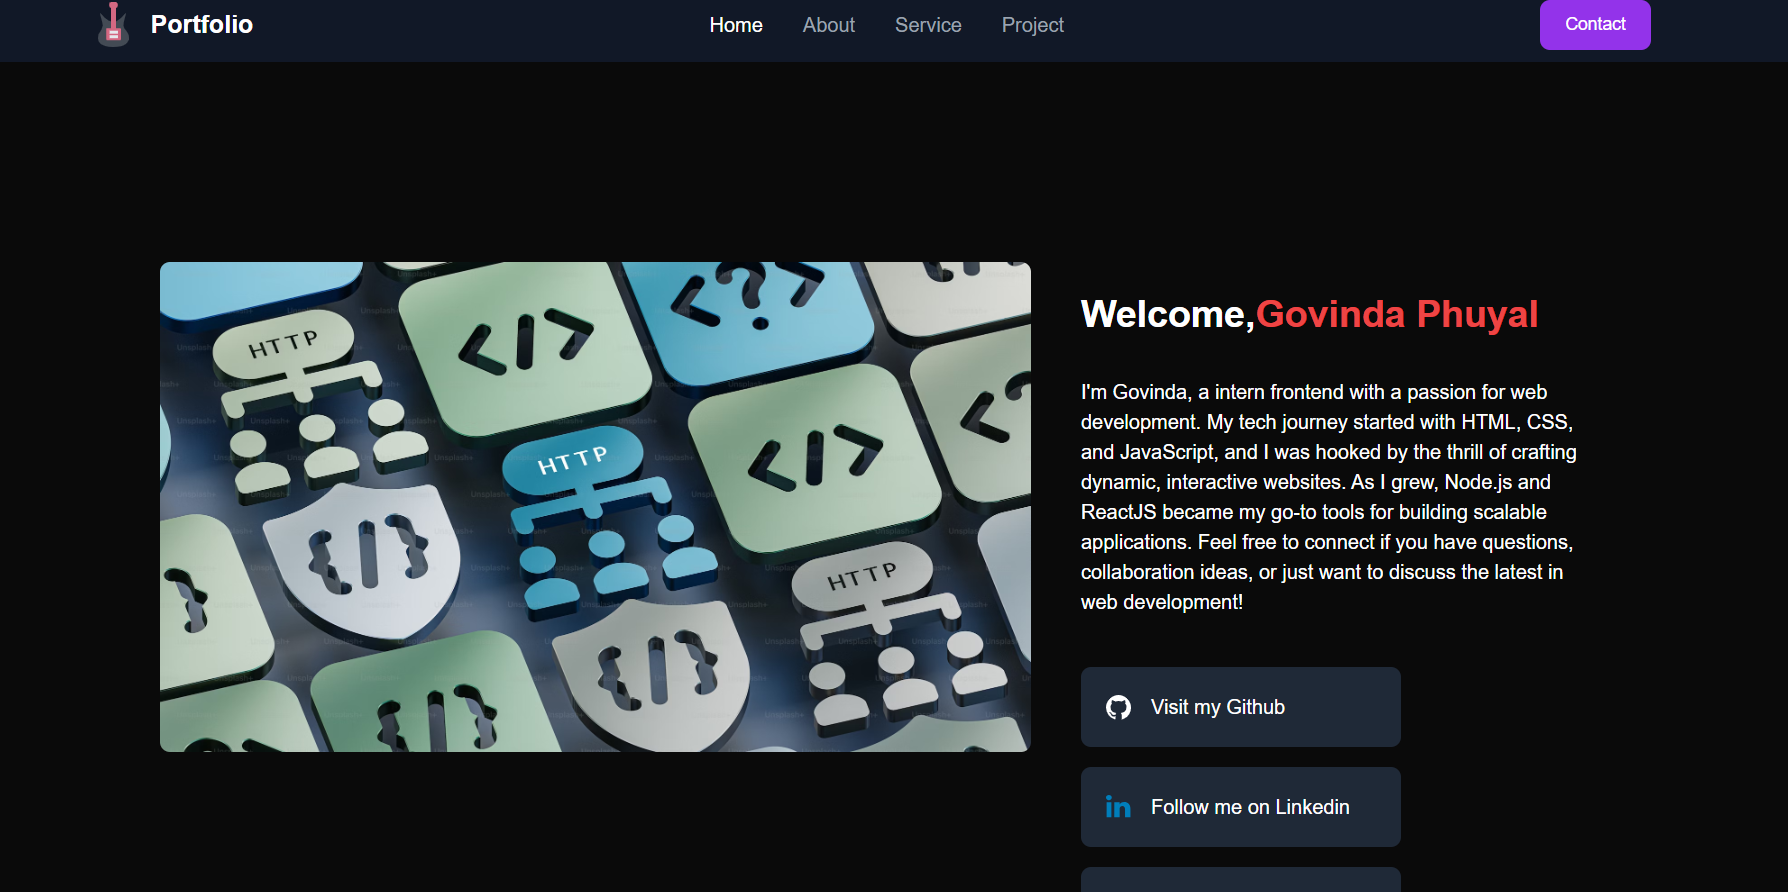 Portfolio
Home
About
Service
Project
Contact
HTTP
HTTP
HTTP
Welcome,Govinda Phuyal
I'm Govinda, a intern frontend with a passion for web
development. My tech journey started with HTML, CSS,
and JavaScript, and I was hooked by the thrill of crafting
dynamic, interactive websites. As I grew, Node.js and
ReactJS became my go-to tools for building scalable
applications. Feel free to connect if you have questions,
collaboration ideas, or just want to discuss the latest in
web development!
Visit my Github
in Follow me on Linkedin